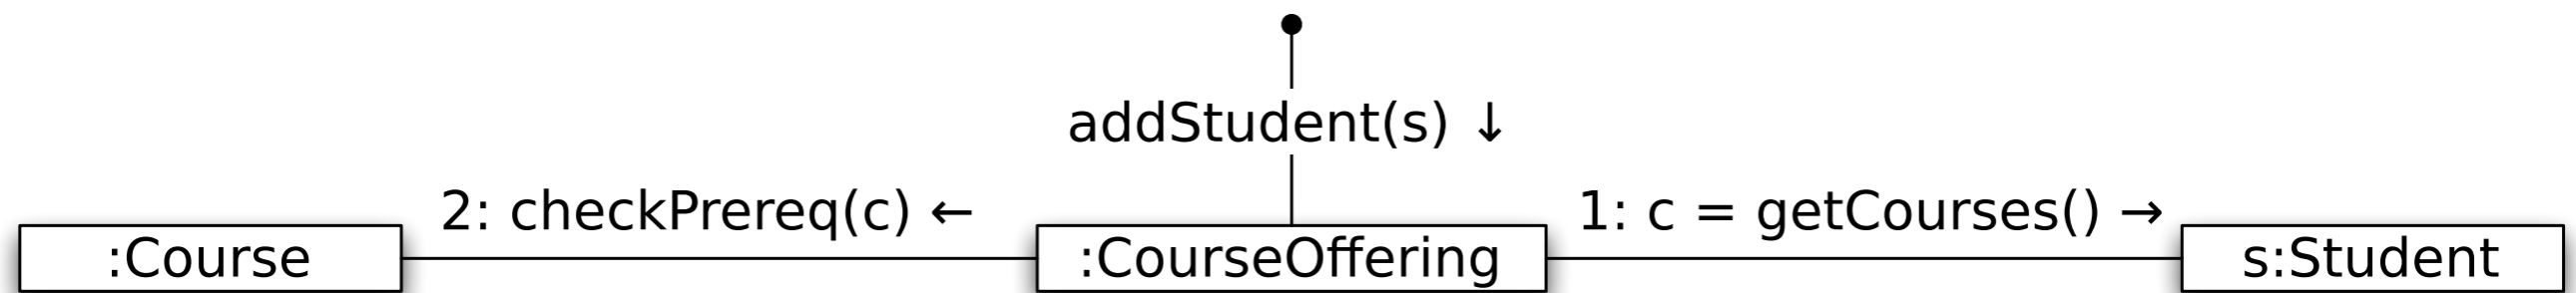 addStudent(s) ↓
2: checkPrereq(c) ←
1: c = getCourses() →
:Course
:CourseOffering
s:Student